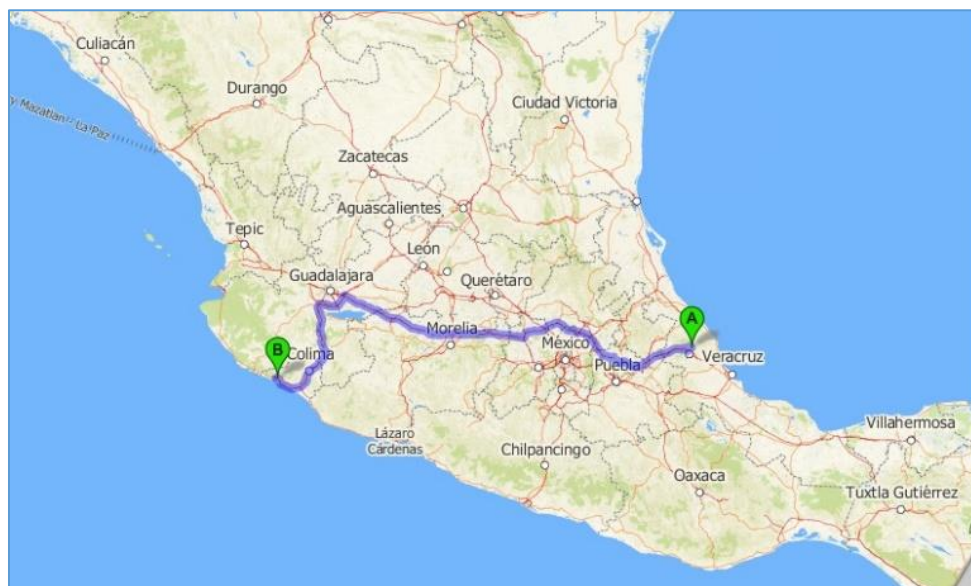 Culiacán
Durango
Ciudad Victoria
y Mazatlán - La Paz
Zacatecas
Aguascalientes
Tepic
León
Guadalajara
Querétaro
A
Morelia
México
B
Colima
Veracruz
Puebla
Villahermosa
Lázaro
Cárdenas
Chilpancingo
Oaxaca
Tuxtla Gutiérrez